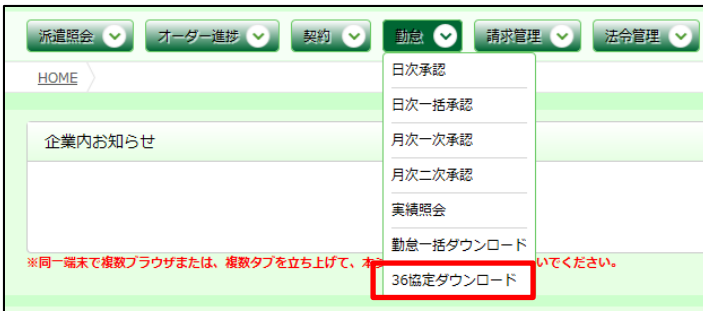 派遣照会 オーダー進捗 契約 勤怠 請求管理 法令管理
HOME
日次承認
日次一括承認
企業内お知らせ
月次一次承認
月次二次承認
実績照会
勤怠一括ダウンロード
※同一端末で複数ブラウザまたは、複数タブを立ち上げて、本 いでください。
36協定ダウンロード